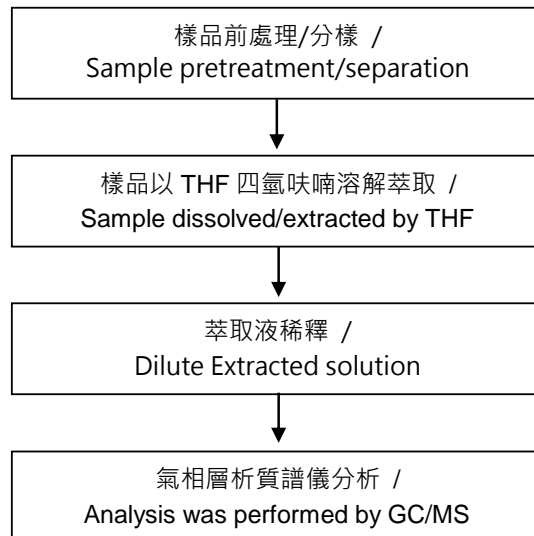 樣品前處理/分樣 /
Sample pretreatment/separation
樣品以 THF 四氫呋喃溶解萃取 /
Sample dissolved/extracted by THF
萃取液稀釋 /
Dilute Extracted solution
氣相層析質譜儀分析 /
Analysis was performed by GC/MS